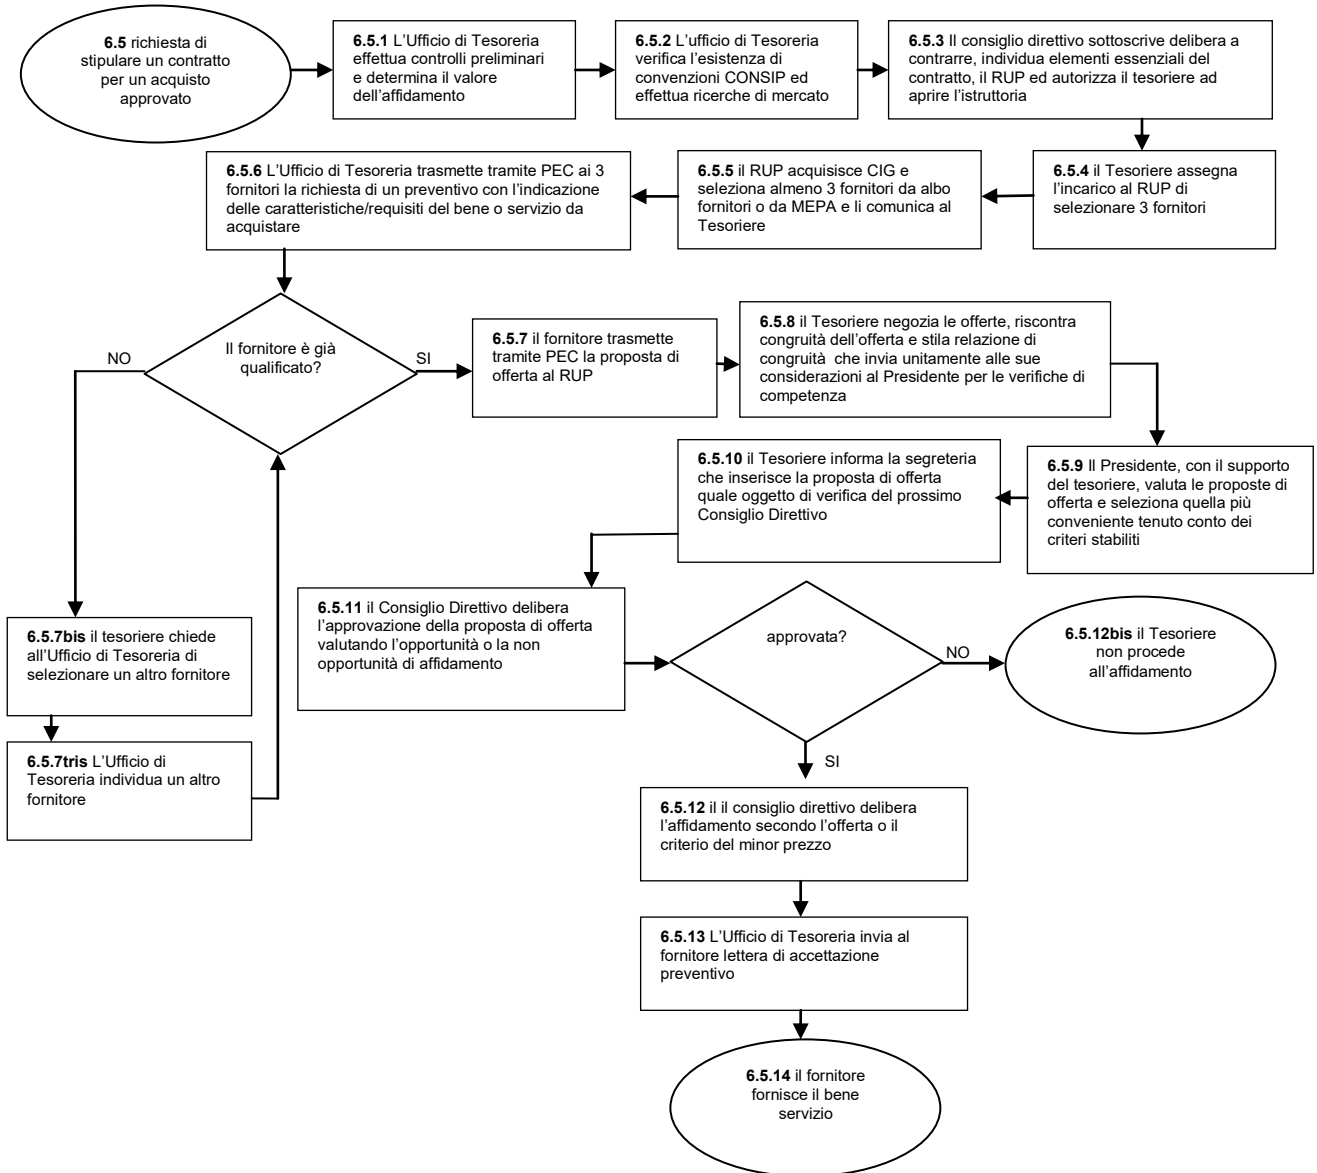 6.5 richiesta di
stipulare un contratto
per un acquisto
approvato
6.5.1 L'Ufficio di Tesoreria
effettua controlli preliminari
e determina il valore
dell'affidamento
6.5.2 L'ufficio di Tesoreria
verifica l'esistenza di
convenzioni CONSIP ed
effettua ricerche di mercato
6.5.3 Il consiglio direttivo sottoscrive delibera a
contrarre, individua elementi essenziali del
contratto, il RUP ed autorizza il tesoriere ad
aprire l'istruttoria
6.5.4 il Tesoriere assegna
l'incarico al RUP di
selezionare 3 fornitori
6.5.5 il RUP acquisisce CIG e
seleziona almeno 3 fornitori da albo
fornitori o da MEPA e li comunica al
Tesoriere
6.5.6 L'Ufficio di Tesoreria trasmette tramite PEC ai 3
fornitori la richiesta di un preventivo con l'indicazione
delle caratteristiche/requisiti del bene o servizio da
acquistare
Il fornitore è già
qualificato?
NO
SI
6.5.7 il fornitore trasmette
tramite PEC la proposta di
offerta al RUP
6.5.8 il Tesoriere negozia le offerte, riscontra
congruità dell'offerta e stila relazione di
congruità che invia unitamente alle sue
considerazioni al Presidente per le verifiche di
competenza
6.5.9 Il Presidente, con il supporto
del tesoriere, valuta le proposte di
offerta e seleziona quella più
conveniente tenuto conto dei
criteri stabiliti
6.5.10 il Tesoriere informa la segreteria
che inserisce la proposta di offerta
quale oggetto di verifica del prossimo
Consiglio Direttivo
6.5.11 il Consiglio Direttivo delibera
l'approvazione della proposta di offerta
valutando l'opportunità o la non
opportunità di affidamento
6.5.7bis il tesoriere chiede
all'Ufficio di Tesoreria di
selezionare un altro fornitore
6.5.7tris L'Ufficio di
Tesoreria individua un altro
fornitore
approvata?
NO
6.5.12bis il Tesoriere
non procede
all'affidamento
SI
6.5.12 il il consiglio direttivo delibera
l'affidamento secondo l'offerta o il
criterio del minor prezzo
6.5.13 L'Ufficio di Tesoreria invia al
fornitore lettera di accettazione
preventivo
6.5.14 il fornitore
fornisce il bene
servizio